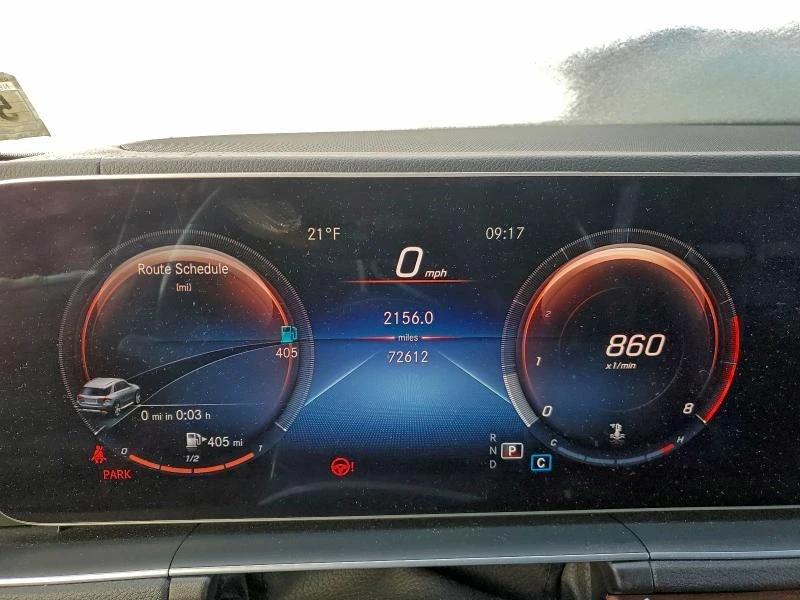 21°F
09:17
0 mph
Route Schedule
(mi)
2156.0
miles
72612
405
860
x1/min
2
1
0
8
0 mi in 0:03 h
405 mi
0
1/2
1
PARK
R
N
D
P
C
C
H